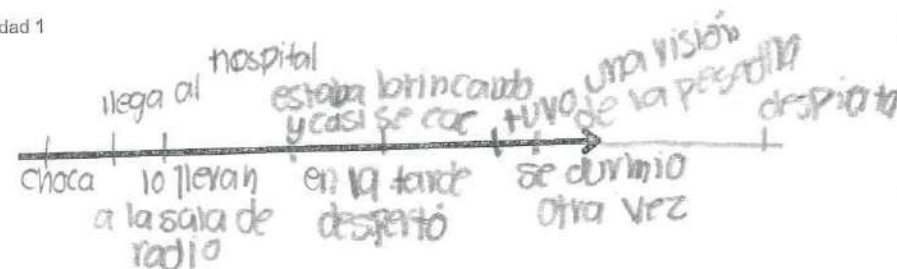 dad 1
llega al hospital
estaba brincando
y casi se cae
tuvo una visión
de la pesadilla
despierta
choca
lo llevan
a la sala de
radio
en la tarde
despertó
se durmio
otra vez